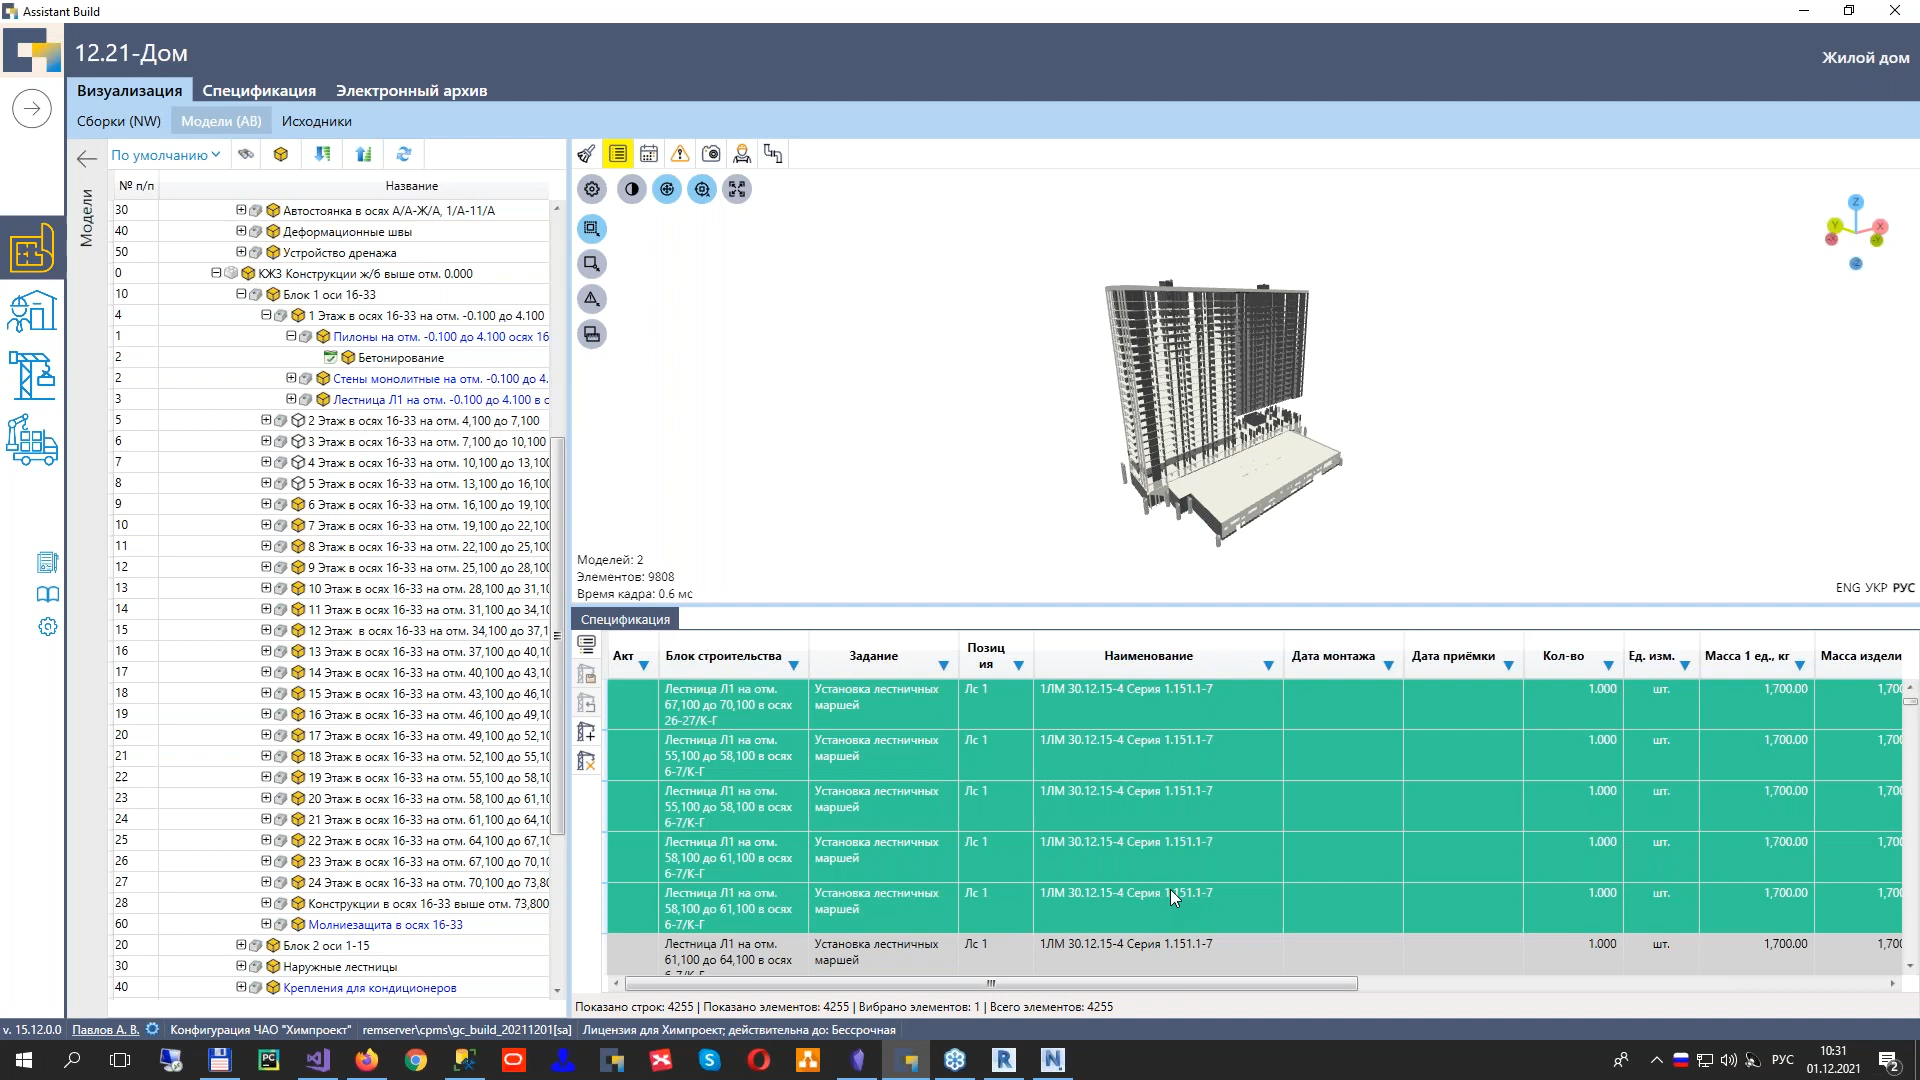 Assistant Build
12.21-Дом
Жилой дом
Визуализация Спецификация Электронный архив
Сборки (NW) Модели (AB) Исходники
По умолчанию
Модели
№ п/п Название
30 Автостоянка в осях А/А-Ж/А, 1/А-11/А
40 Деформационные швы
50 Устройство дренажа
0 КЖ3 Конструкции ж/б выше отм. 0.000
10 Блок 1 оси 16-33
4 1 Этаж в осях 16-33 на отм. -0.100 до 4.100
1 Пилоны на отм. -0.100 до 4.100 осях 16
2 Бетонирование
2 Стены монолитные на отм. -0.100 до 4.
3 Лестница Л1 на отм. -0.100 до 4.100 в о
5 2 Этаж в осях 16-33 на отм. 4,100 до 7,100
6 3 Этаж в осях 16-33 на отм. 7,100 до 10,100
7 4 Этаж в осях 16-33 на отм. 10,100 до 13,100
8 5 Этаж в осях 16-33 на отм. 13,100 до 16,100
9 6 Этаж в осях 16-33 на отм. 16,100 до 19,100
10 7 Этаж в осях 16-33 на отм. 19,100 до 22,100
11 8 Этаж в осях 16-33 на отм. 22,100 до 25,100
12 9 Этаж в осях 16-33 на отм. 25,100 до 28,100
13 10 Этаж в осях 16-33 на отм. 28,100 до 31,10
14 11 Этаж в осях 16-33 на отм. 31,100 до 34,10
15 12 Этаж в осях 16-33 на отм. 34,100 до 37,1
16 13 Этаж в осях 16-33 на отм. 37,100 до 40,10
17 14 Этаж в осях 16-33 на отм. 40,100 до 43,10
18 15 Этаж в осях 16-33 на отм. 43,100 до 46,10
19 16 Этаж в осях 16-33 на отм. 46,100 до 49,10
20 17 Этаж в осях 16-33 на отм. 49,100 до 52,10
21 18 Этаж в осях 16-33 на отм. 52,100 до 55,10
22 19 Этаж в осях 16-33 на отм. 55,100 до 58,10
23 20 Этаж в осях 16-33 на отм. 58,100 до 61,10
24 21 Этаж в осях 16-33 на отм. 61,100 до 64,10
25 22 Этаж в осях 16-33 на отм. 64,100 до 67,10
26 23 Этаж в осях 16-33 на отм. 67,100 до 70,10
27 24 Этаж в осях 16-33 на отм. 70,100 до 73,80
28 Конструкции в осях 16-33 выше отм. 73,800
60 Молниезащита в осях 16-33
20 Блок 2 оси 1-15
30 Наружные лестницы
40 Крепления для кондиционеров
Z
Y X
-X -Y
-Z
Моделей: 2
Элементов: 9808
Время кадра: 0.6 мс
ENG УКР РУС
Спецификация
Акт Блок строительства Задание Позиция Наименование Дата монтажа Дата приёмки Кол-во Ед. изм. Масса 1 ед., кг Масса издели
Лестница Л1 на отм. 67,100 до 70,100 в осях 26-27/К-Г Установка лестничных маршей Лс 1 1ЛМ 30.12.15-4 Серия 1.151.1-7 1.000 шт. 1,700.00 1,700
Лестница Л1 на отм. 55,100 до 58,100 в осях 6-7/К-Г Установка лестничных маршей Лс 1 1ЛМ 30.12.15-4 Серия 1.151.1-7 1.000 шт. 1,700.00 1,700
Лестница Л1 на отм. 55,100 до 58,100 в осях 6-7/К-Г Установка лестничных маршей Лс 1 1ЛМ 30.12.15-4 Серия 1.151.1-7 1.000 шт. 1,700.00 1,700
Лестница Л1 на отм. 58,100 до 61,100 в осях 6-7/К-Г Установка лестничных маршей Лс 1 1ЛМ 30.12.15-4 Серия 1.151.1-7 1.000 шт. 1,700.00 1,700
Лестница Л1 на отм. 58,100 до 61,100 в осях 6-7/К-Г Установка лестничных маршей Лс 1 1ЛМ 30.12.15-4 Серия 1.151.1-7 1.000 шт. 1,700.00 1,700
Лестница Л1 на отм. 61,100 до 64,100 в осях 6-7/К-Г Установка лестничных маршей Лс 1 1ЛМ 30.12.15-4 Серия 1.151.1-7 1.000 шт. 1,700.00 1,700
Показано строк: 4255 | Показано элементов: 4255 | Вибрано элементов: 1 | Всего элементов: 4255
v. 15.12.0.0 Павлов А. В. Конфигурация ЧАО "Химпроект" remserver\cpms\gc_build_20211201[sa] Лицензия для Химпроект; действительна до: Бессрочная
РУС 10:31
01.12.2021
2